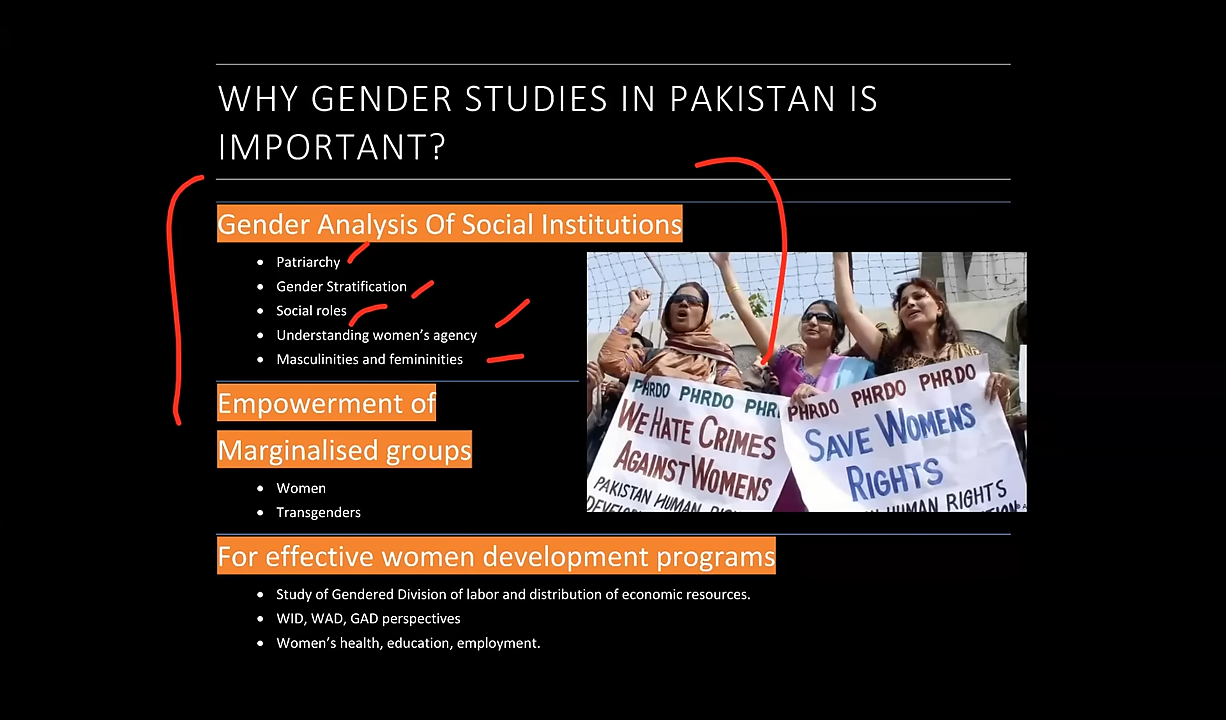 WHY GENDER STUDIES IN PAKISTAN IS
IMPORTANT?
Gender Analysis Of Social Institutions
• Patriarchy
• Gender Stratification
• Social roles
• Understanding women's agency
• Masculinities and femininities
Empowerment of
Marginalised groups
• Women
• Transgenders
PHRDO PHRDO PHR
WE HATE CRIMES
AGAINST WOMENS
PAKISTAN HUMAN
PHRDO PHRDO PHRDO
SAVE WOMENS
RIGHTS
HUMAN RIGHTS
For effective women development programs
• Study of Gendered Division of labor and distribution of economic resources.
• WID, WAD, GAD perspectives
• Women's health, education, employment.